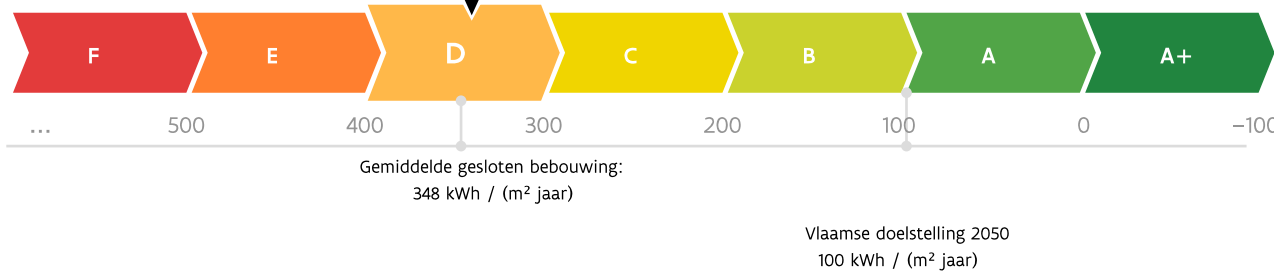 F E D C B A A+
... 500 400 300 200 100 0 −100
Gemiddelde gesloten bebouwing:
348 kWh / (m² jaar)
Vlaamse doelstelling 2050
100 kWh / (m² jaar)